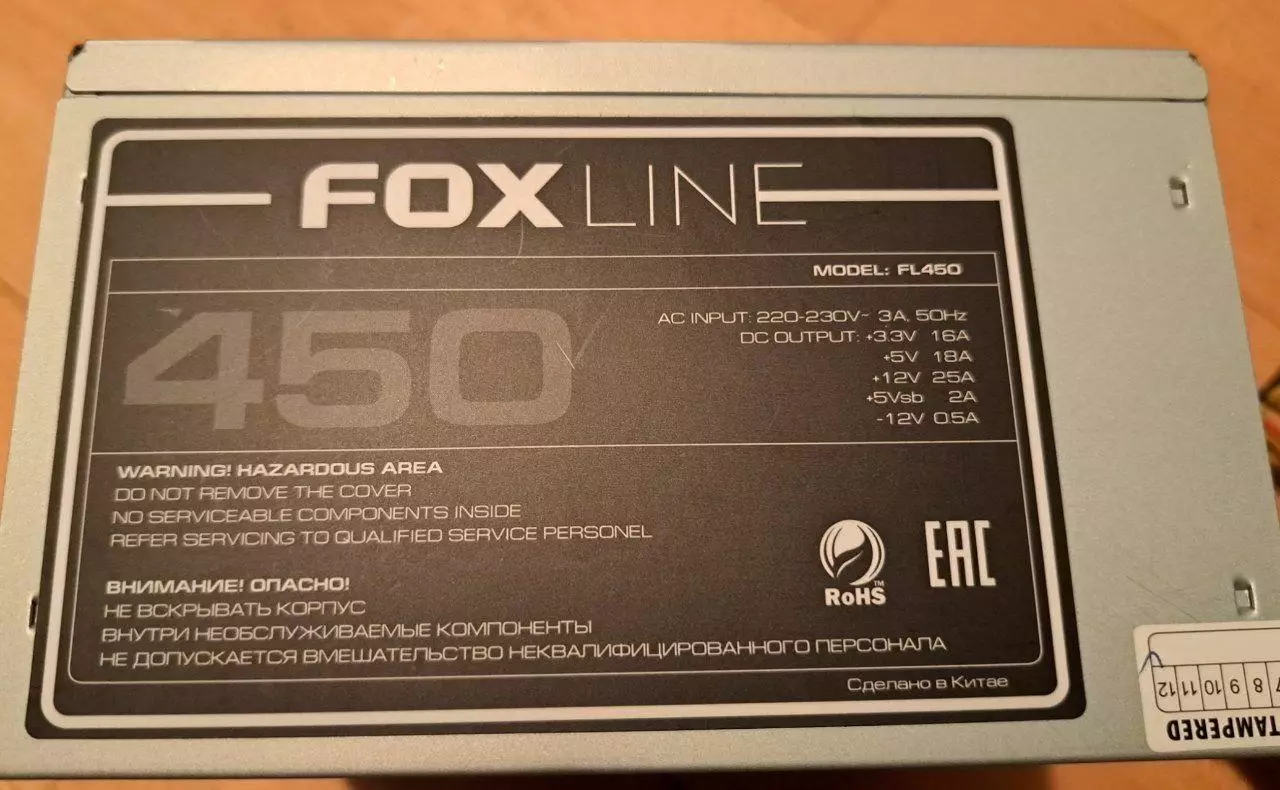 FOXLINE
MODEL: FL450
450
AC INPUT: 220-230V~ 3A, 50Hz
DC OUTPUT: +3.3V 16A
+5V 18A
+12V 25A
+5Vsb 2A
-12V 0.5A
WARNING! HAZARDOUS AREA
DO NOT REMOVE THE COVER
NO SERVICEABLE COMPONENTS INSIDE
REFER SERVICING TO QUALIFIED SERVICE PERSONEL
RoHS™
EAC
ВНИМАНИЕ! ОПАСНО!
НЕ ВСКРЫВАТЬ КОРПУС
ВНУТРИ НЕОБСЛУЖИВАЕМЫЕ КОМПОНЕНТЫ
НЕ ДОПУСКАЕТСЯ ВМЕШАТЕЛЬСТВО НЕКВАЛИФИЦИРОВАННОГО ПЕРСОНАЛА
Сделано в Китае
7 8 9 10 11 12
TAMPERED